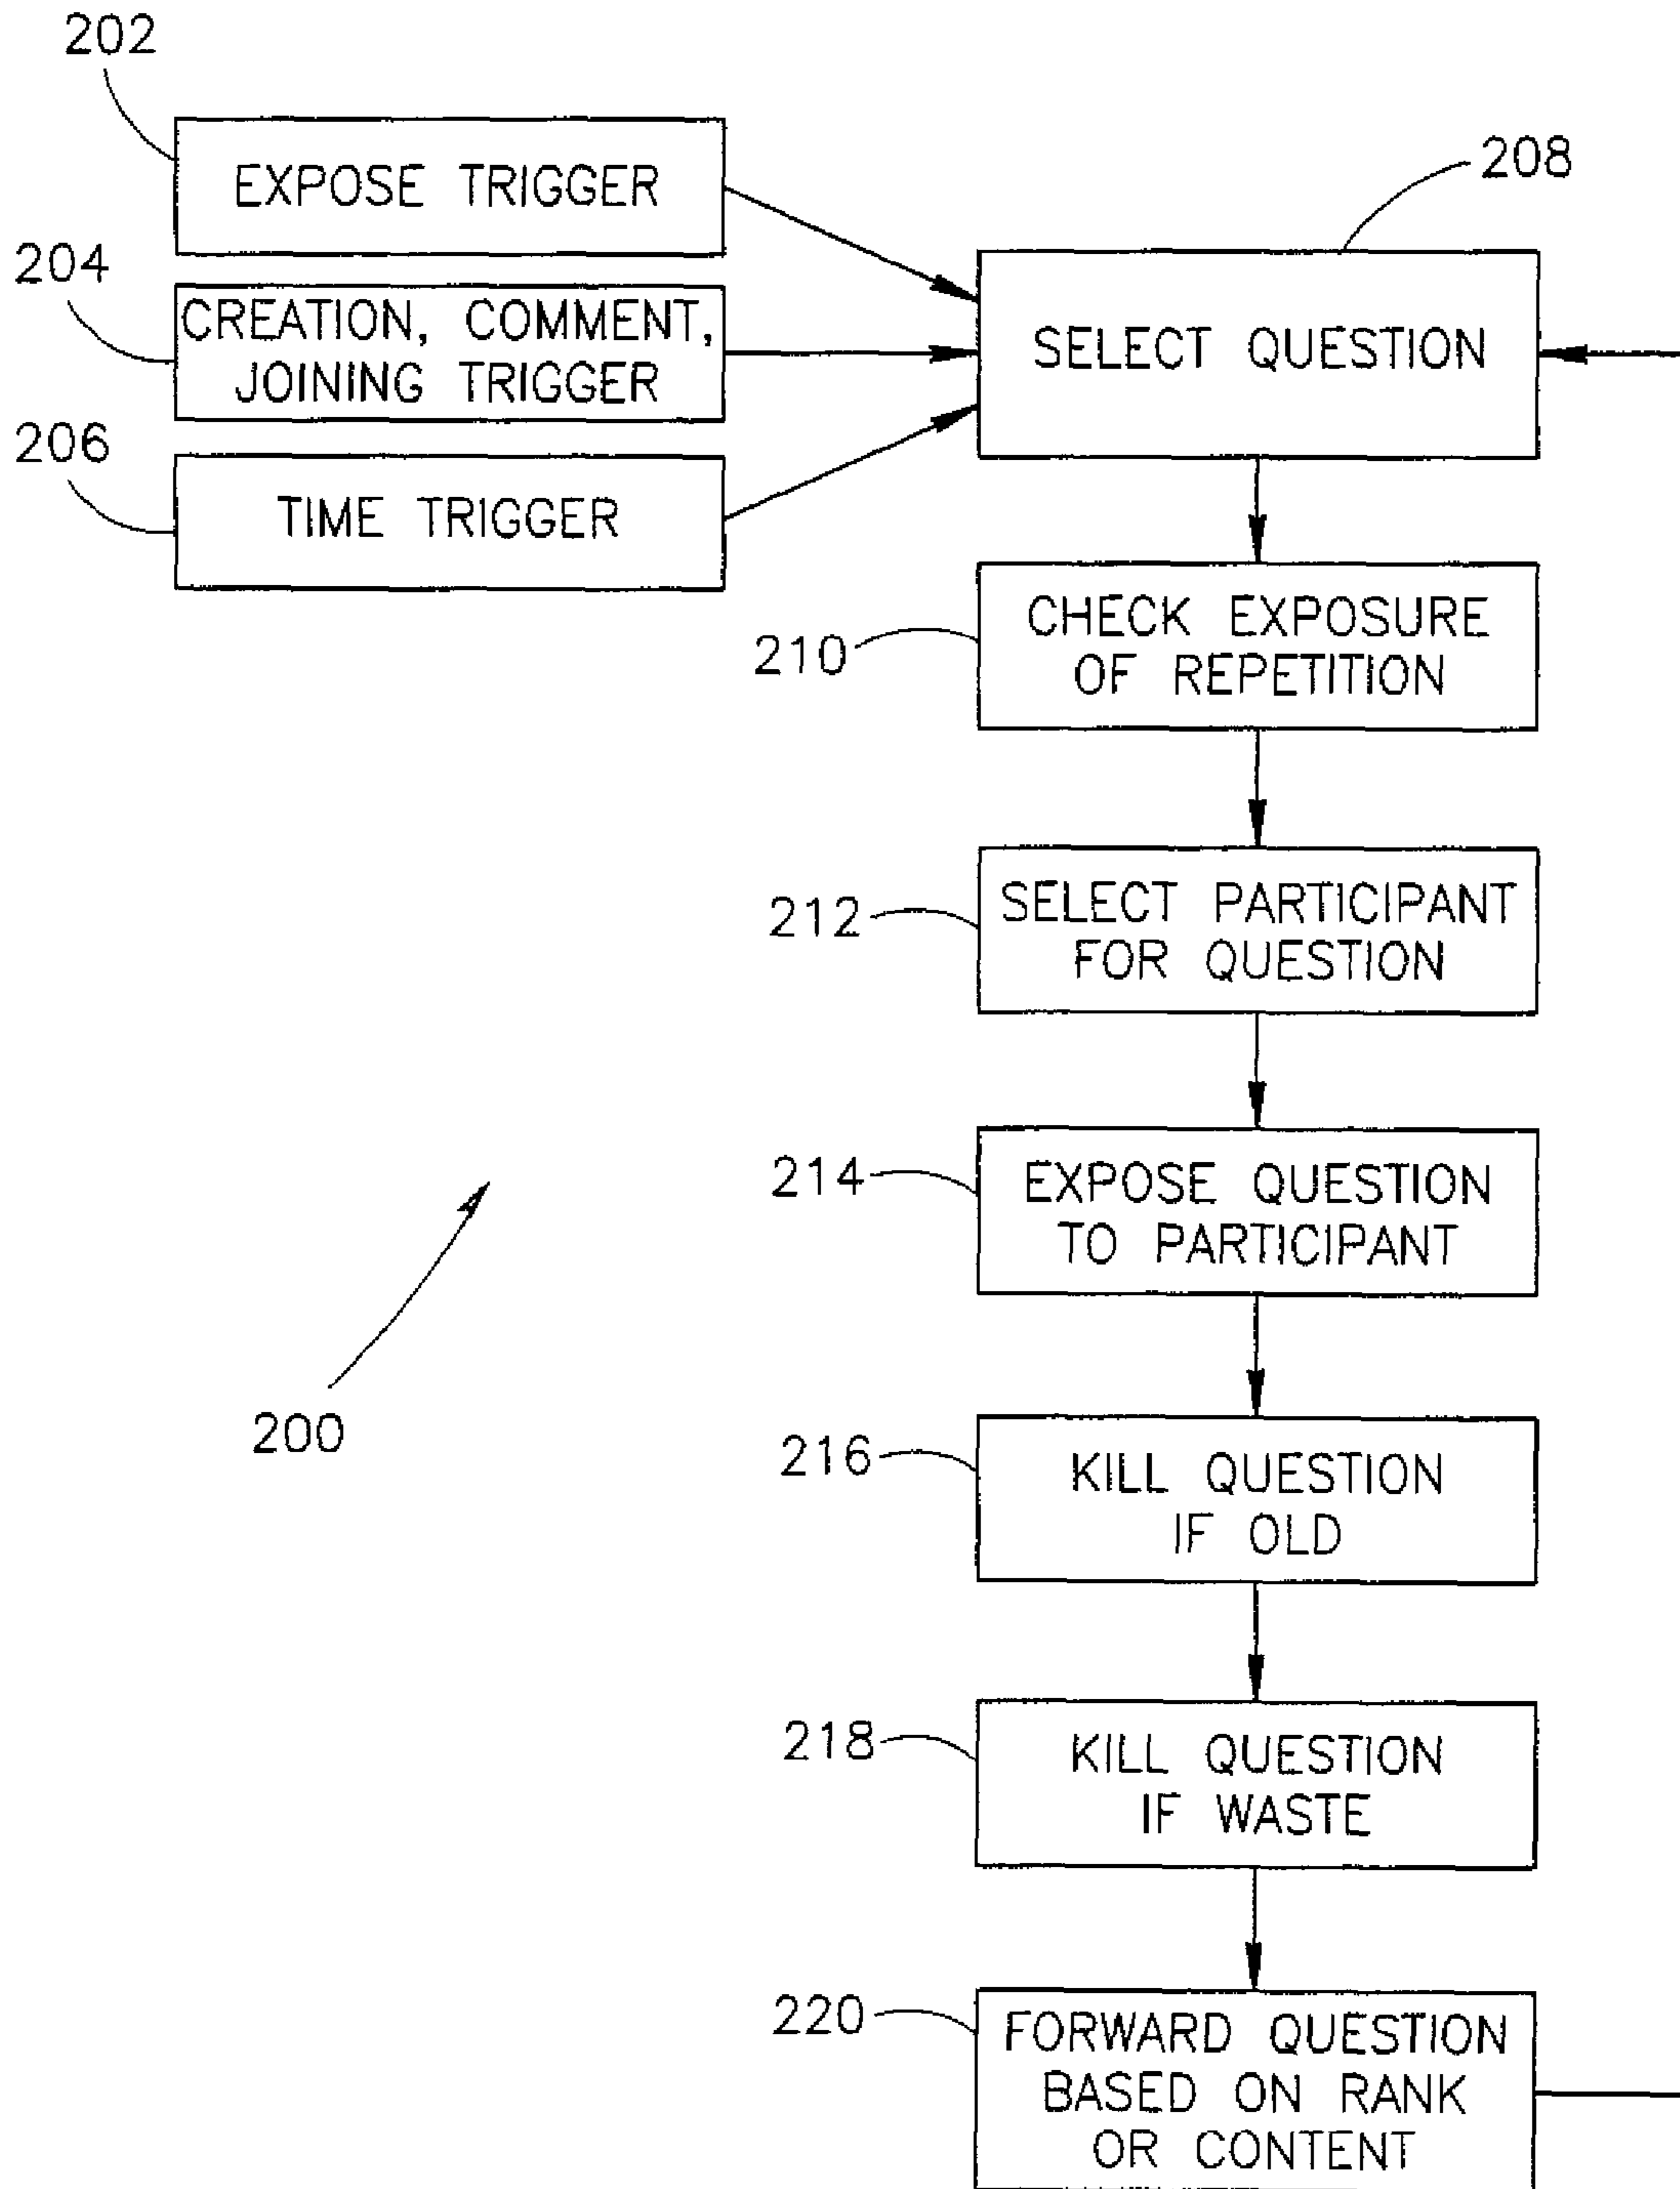 202
EXPOSE TRIGGER
204
CREATION, COMMENT,
JOINING TRIGGER
206
TIME TRIGGER
208
SELECT QUESTION
210
CHECK EXPOSURE
OF REPETITION
212
SELECT PARTICIPANT
FOR QUESTION
214
EXPOSE QUESTION
TO PARTICIPANT
200
216
KILL QUESTION
IF OLD
218
KILL QUESTION
IF WASTE
220
FORWARD QUESTION
BASED ON RANK
OR CONTENT